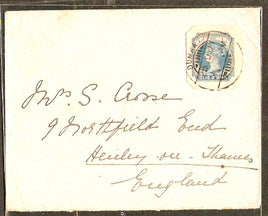 Mrs. S. Crosse
9 Northfield End
Henley-on-Thames
England